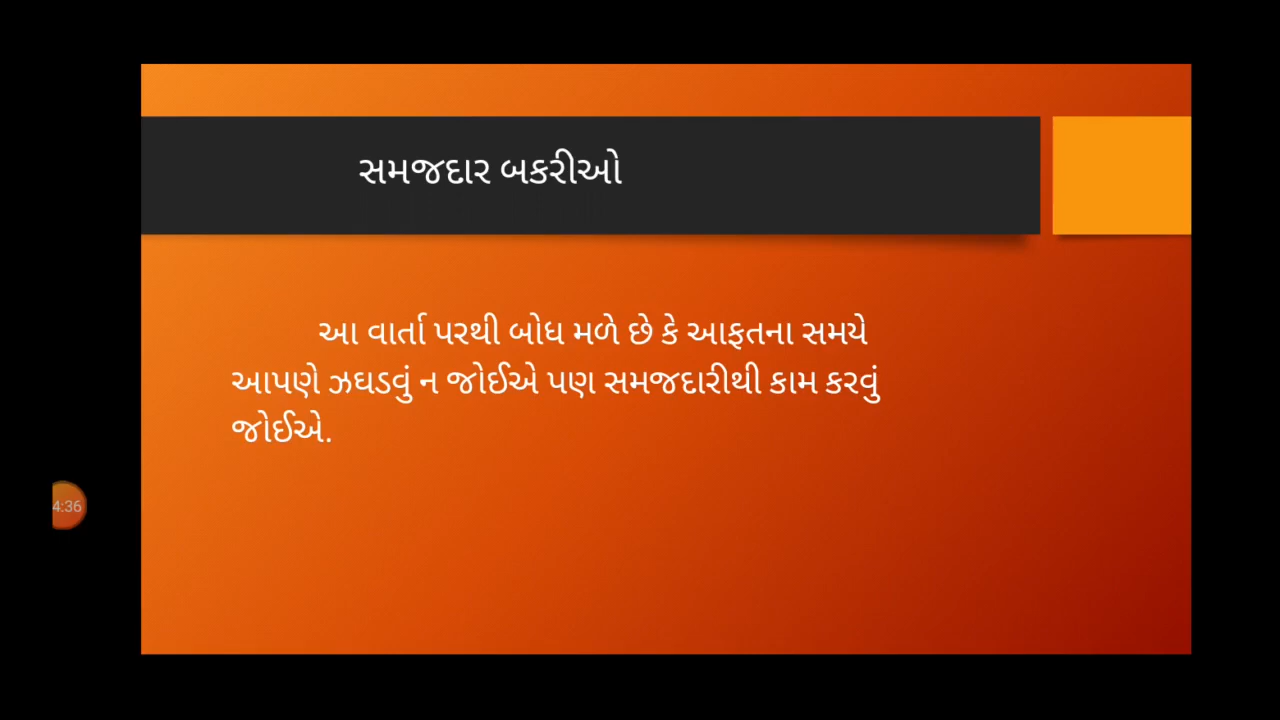 સમજદાર બકરીઓ
આ વાર્તા પરથી બોધ મળે છે કે આફતના સમયે
આપણે ઝઘડવું ન જોઈએ પણ સમજદારીથી કામ કરવું
જોઈએ.
4:36